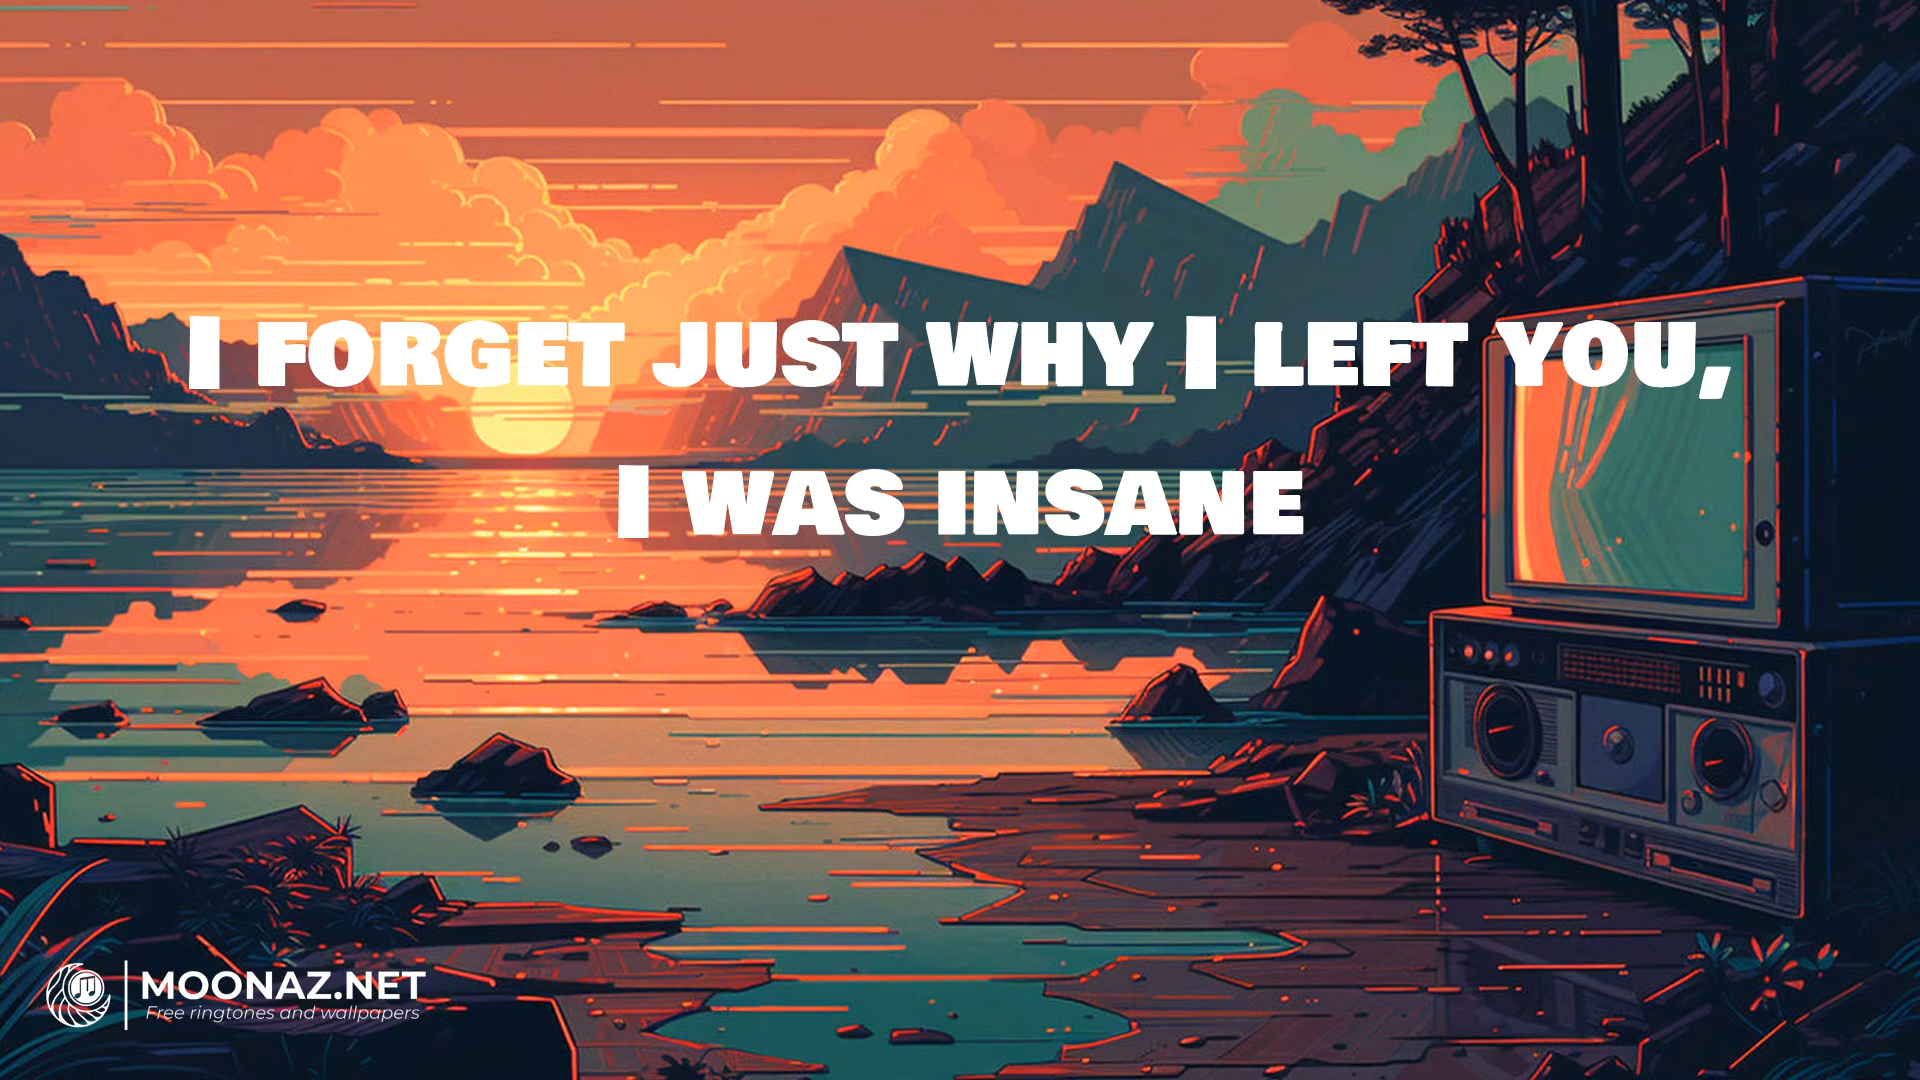 I forget just why I left you,
I was insane
MOONAZ.NET
Free ringtones and wallpapers